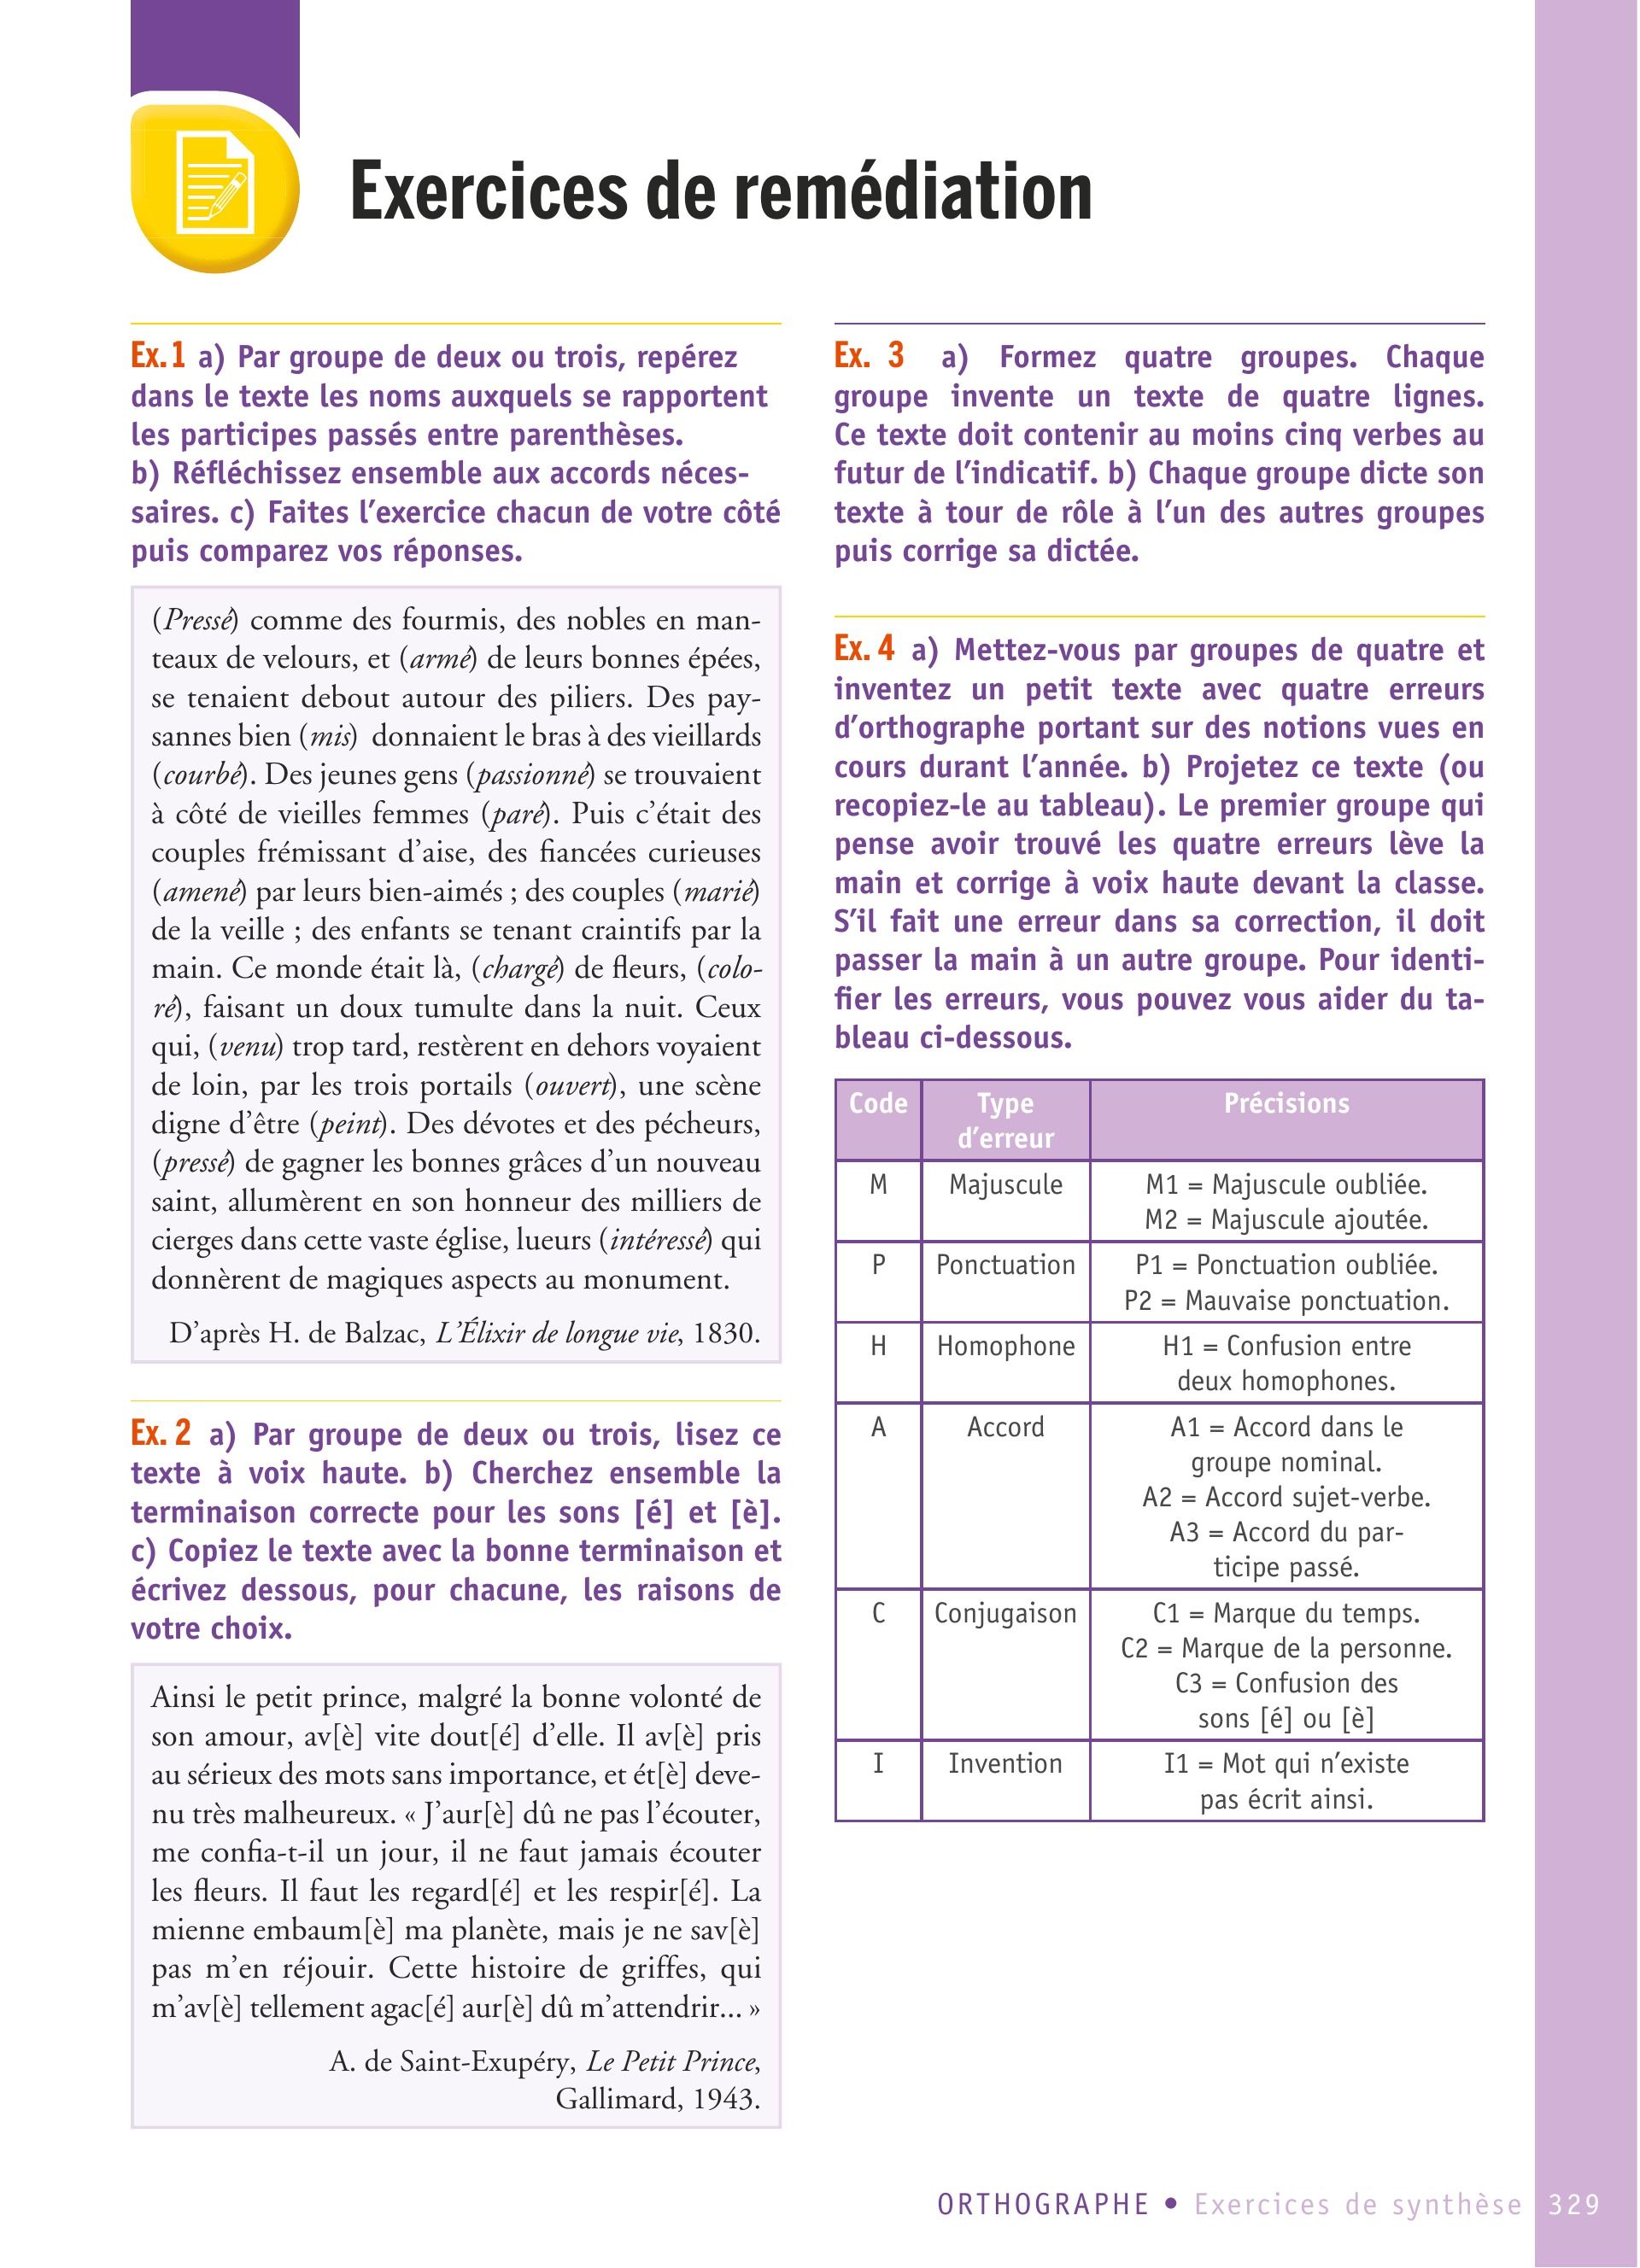 Exercices de remédiation
Ex. 1 a) Par groupe de deux ou trois, repérez
dans le texte les noms auxquels se rapportent
les participes passés entre parenthèses.
b) Réfléchissez ensemble aux accords néces-
saires. c) Faites l’exercice chacun de votre côté
puis comparez vos réponses.
(Pressé) comme des fourmis, des nobles en man-
teaux de velours, et (armé) de leurs bonnes épées,
se tenaient debout autour des piliers. Des pay-
sannes bien (mis) donnaient le bras à des vieillards
(courbé). Des jeunes gens (passionné) se trouvaient
à côté de vieilles femmes (paré). Puis c’était des
couples frémissant d’aise, des fiancées curieuses
(amené) par leurs bien-aimés ; des couples (marié)
de la veille ; des enfants se tenant craintifs par la
main. Ce monde était là, (chargé) de fleurs, (colo-
ré), faisant un doux tumulte dans la nuit. Ceux
qui, (venu) trop tard, restèrent en dehors voyaient
de loin, par les trois portails (ouvert), une scène
digne d’être (peint). Des dévotes et des pécheurs,
(pressé) de gagner les bonnes grâces d’un nouveau
saint, allumèrent en son honneur des milliers de
cierges dans cette vaste église, lueurs (intéressé) qui
donnèrent de magiques aspects au monument.
D’après H. de Balzac, L’Élixir de longue vie, 1830.
Ex. 2 a) Par groupe de deux ou trois, lisez ce
texte à voix haute. b) Cherchez ensemble la
terminaison correcte pour les sons [é] et [è].
c) Copiez le texte avec la bonne terminaison et
écrivez dessous, pour chacune, les raisons de
votre choix.
Ainsi le petit prince, malgré la bonne volonté de
son amour, av[è] vite dout[é] d’elle. Il av[è] pris
au sérieux des mots sans importance, et ét[è] deve-
nu très malheureux. « J’aur[è] dû ne pas l’écouter,
me confia-t-il un jour, il ne faut jamais écouter
les fleurs. Il faut les regard[é] et les respir[é]. La
mienne embaum[è] ma planète, mais je ne sav[è]
pas m’en réjouir. Cette histoire de griffes, qui
m’av[è] tellement agac[é] aur[è] dû m’attendrir... »
A. de Saint-Exupéry, Le Petit Prince,
Gallimard, 1943.
Ex. 3 a) Formez quatre groupes. Chaque
groupe invente un texte de quatre lignes.
Ce texte doit contenir au moins cinq verbes au
futur de l’indicatif. b) Chaque groupe dicte son
texte à tour de rôle à l’un des autres groupes
puis corrige sa dictée.
Ex. 4 a) Mettez-vous par groupes de quatre et
inventez un petit texte avec quatre erreurs
d’orthographe portant sur des notions vues en
cours durant l’année. b) Projetez ce texte (ou
recopiez-le au tableau). Le premier groupe qui
pense avoir trouvé les quatre erreurs lève la
main et corrige à voix haute devant la classe.
S’il fait une erreur dans sa correction, il doit
passer la main à un autre groupe. Pour identi-
fier les erreurs, vous pouvez vous aider du ta-
bleau ci-dessous.
Code Type Précisions
d’erreur
M Majuscule M1 = Majuscule oubliée.
M2 = Majuscule ajoutée.
P Ponctuation P1 = Ponctuation oubliée.
P2 = Mauvaise ponctuation.
H Homophone H1 = Confusion entre
deux homophones.
A Accord A1 = Accord dans le
groupe nominal.
A2 = Accord sujet-verbe.
A3 = Accord du par-
ticipe passé.
C Conjugaison C1 = Marque du temps.
C2 = Marque de la personne.
C3 = Confusion des
sons [é] ou [è]
I Invention I1 = Mot qui n’existe
pas écrit ainsi.
ORTHOGRAPHE • Exercices de synthèse 329